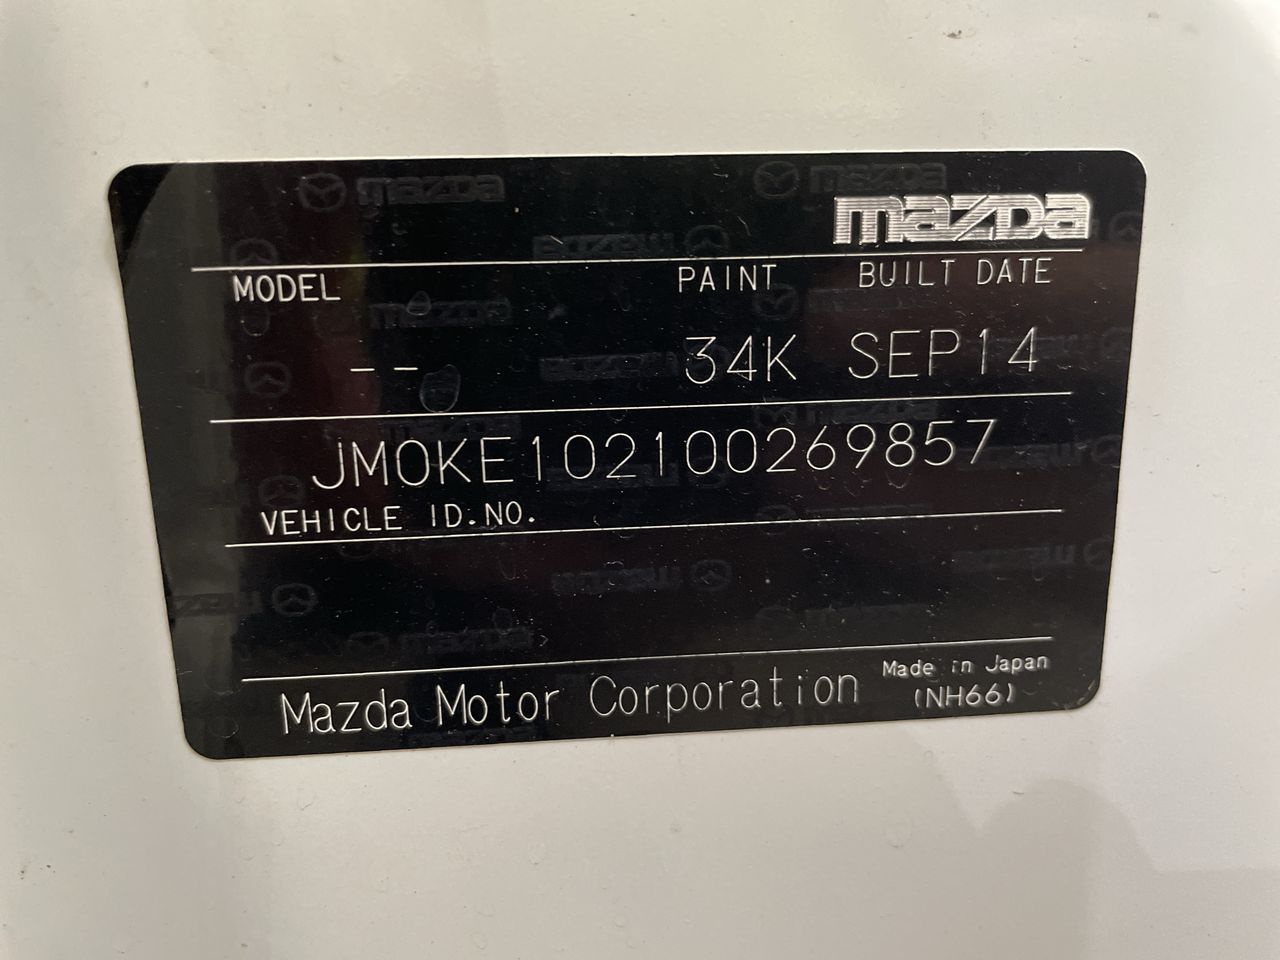 mazda
MODEL PAINT BUILT DATE
-- 34K SEP14
JM0KE102100269857
VEHICLE ID.NO.
Mazda Motor Corporation Made in Japan
(NH66)